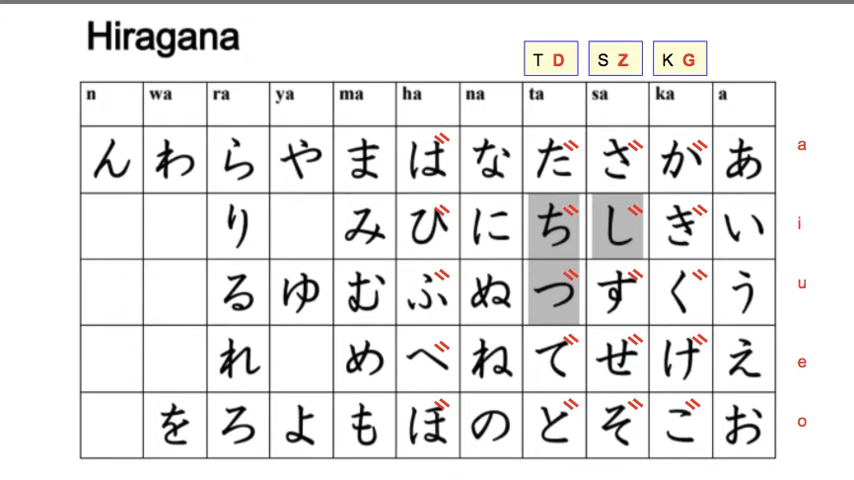 Hiragana
T D S Z K G
n wa ra ya ma ha na ta sa ka a
ん わ ら や ま ば な だ ざ が あ a
り み び に ぢ じ ぎ い i
る ゆ む ぶ ぬ づ ず ぐ う u
れ め べ ね で ぜ げ え e
を ろ よ も ぼ の ど ぞ ご お o